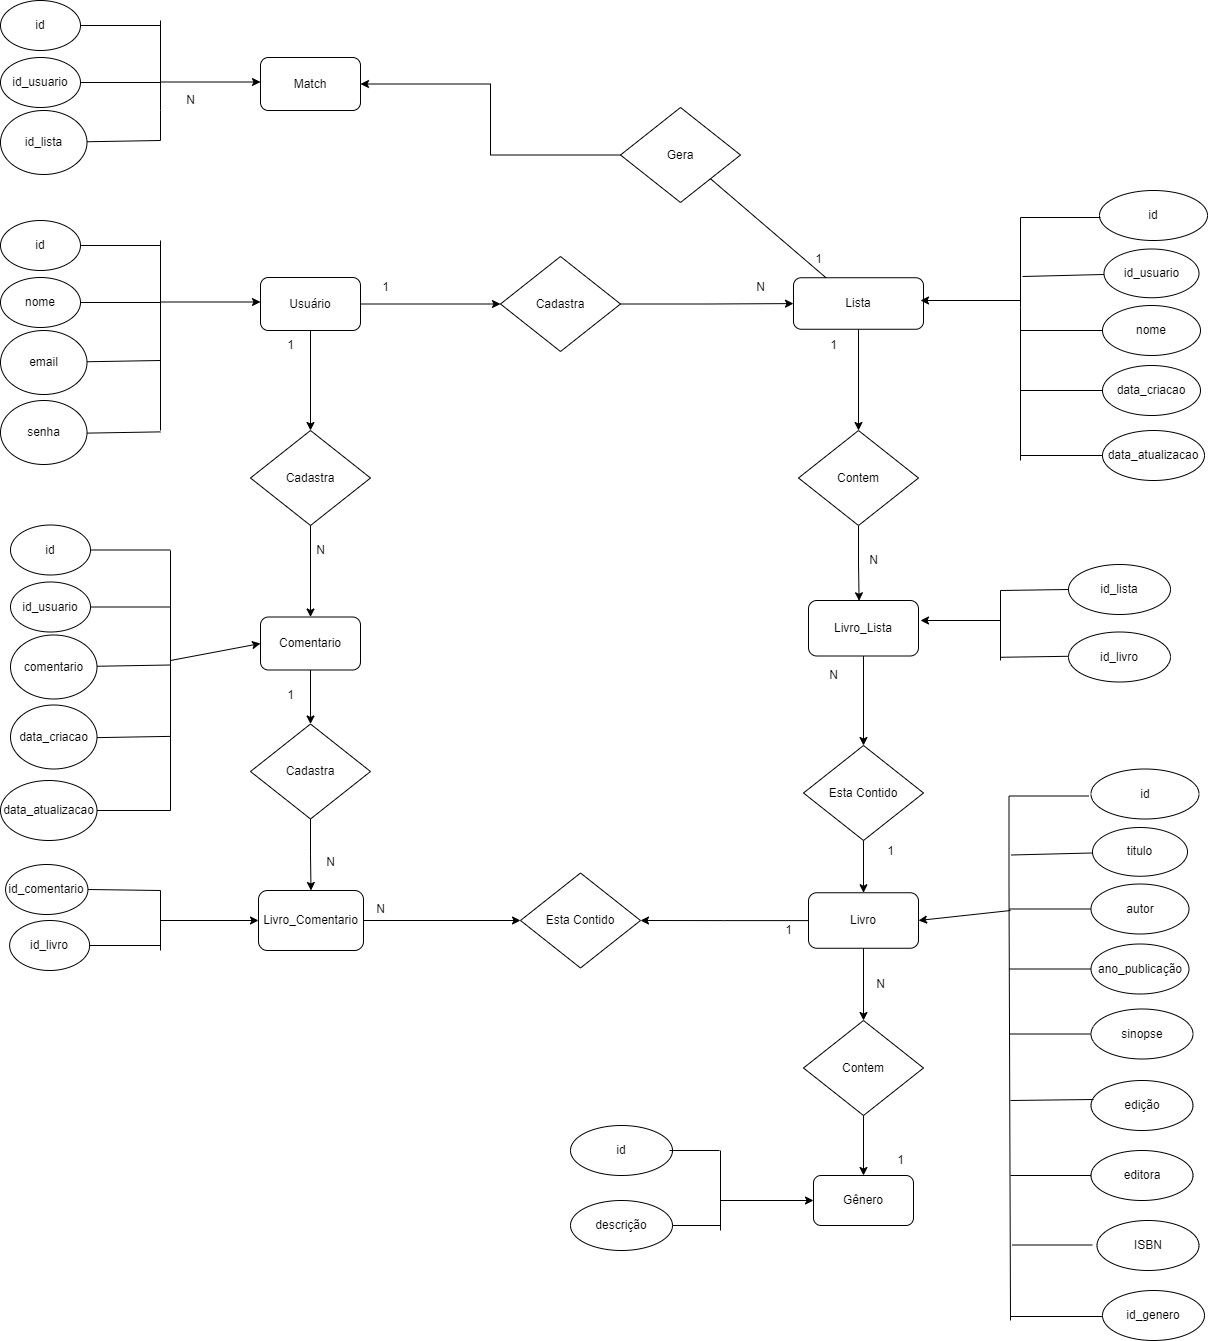 id
id_usuario
Match
N
id_lista
Gera
id
id
1
id_usuario
nome
Usuário
1
Cadastra
N
Lista
nome
1
1
email
data_criacao
senha
Cadastra
Contem
data_atualizacao
id
N
N
id_usuario
id_lista
Comentario
Livro_Lista
comentario
id_livro
1
N
data_criacao
Cadastra
Esta Contido
id
data_atualizacao
N
1
titulo
id_comentario
N
autor
Livro_Comentario
Esta Contido
1
Livro
id_livro
ano_publicação
N
sinopse
Contem
edição
id
1
editora
Gênero
descrição
ISBN
id_genero